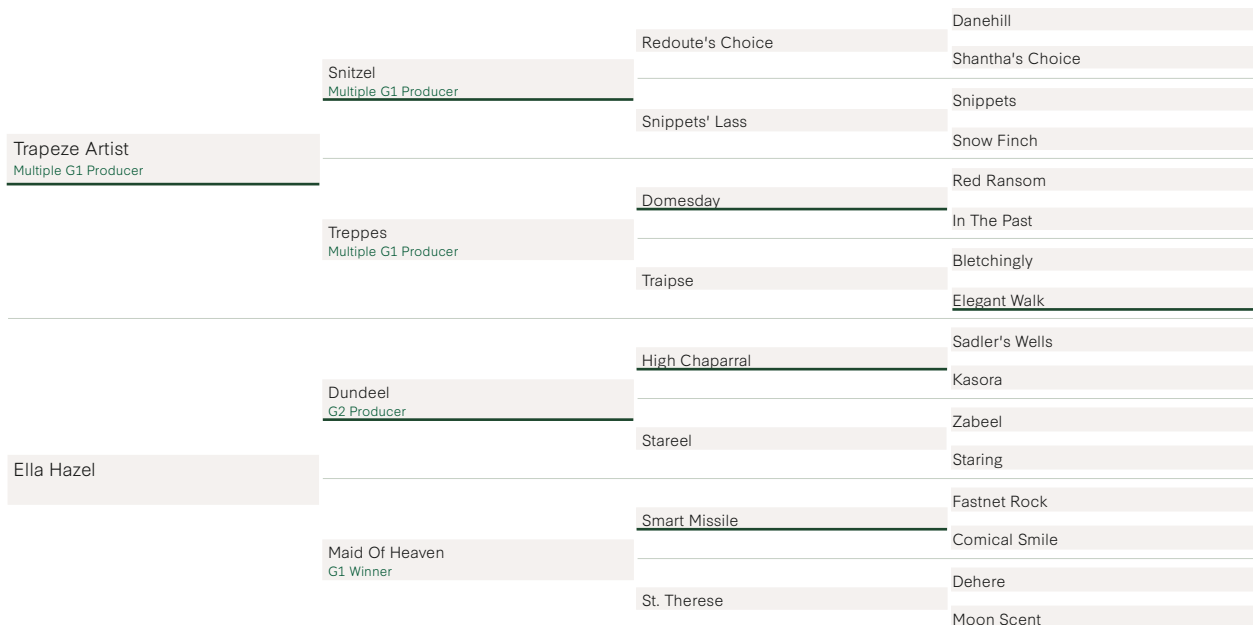 Danehill
Redoute's Choice
Shantha's Choice
Snitzel
Multiple G1 Producer
Snippets
Snippets' Lass
Snow Finch
Trapeze Artist
Multiple G1 Producer
Red Ransom
Domesday
In The Past
Treppes
Multiple G1 Producer
Bletchingly
Traipse
Elegant Walk
Sadler's Wells
High Chaparral
Kasora
Dundeel
G2 Producer
Zabeel
Stareel
Staring
Ella Hazel
Fastnet Rock
Smart Missile
Comical Smile
Maid Of Heaven
G1 Winner
Dehere
St. Therese
Moon Scent